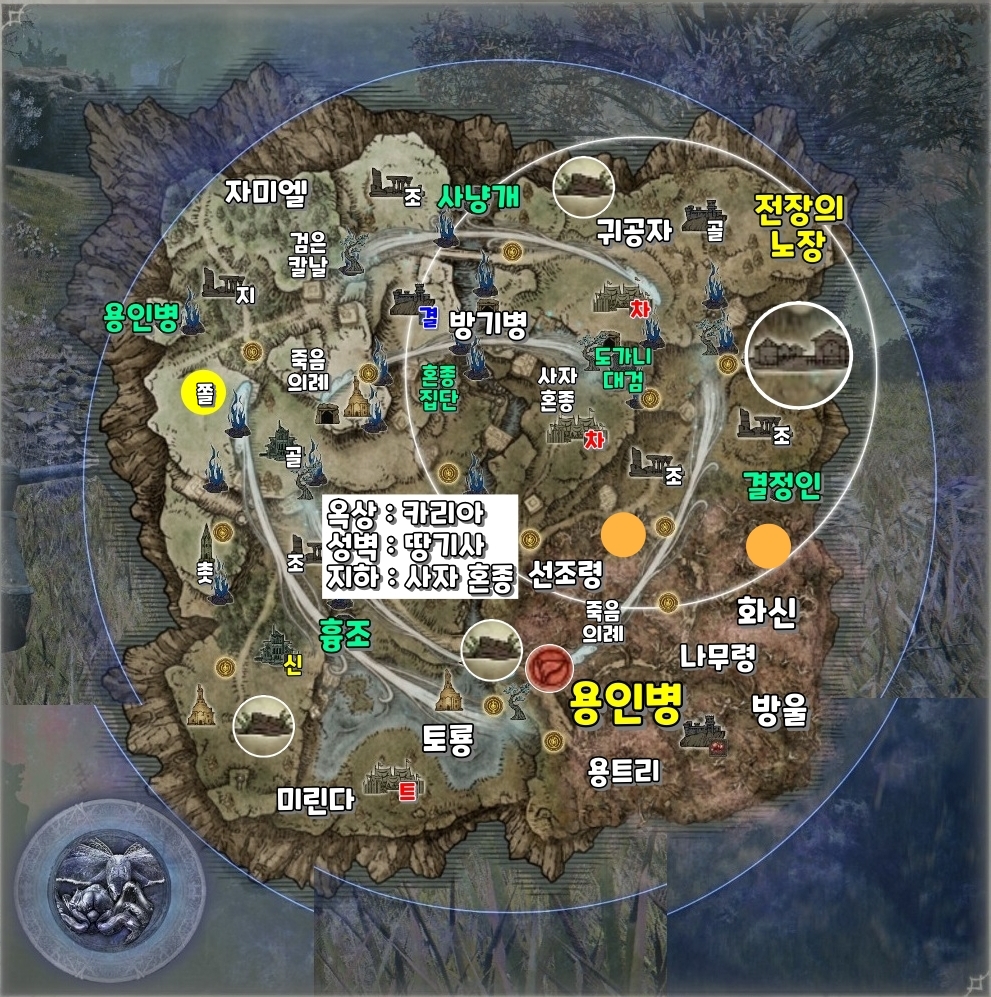 자미엘
조
사냥개
귀공자
골
전장의
노장
검은
칼날
지
용인병
결
방기병
차
죽음
의례
쫄
혼종
집단
사자
혼종
도가니
대검
차
조
골
조
결정인
옥상 : 카리아
성벽 : 땅기사
지하 : 사자 혼종
조
춋
선조령
죽음
의례
화신
흉조
신
나무령
용인병
방울
토룡
용트리
미린다
트